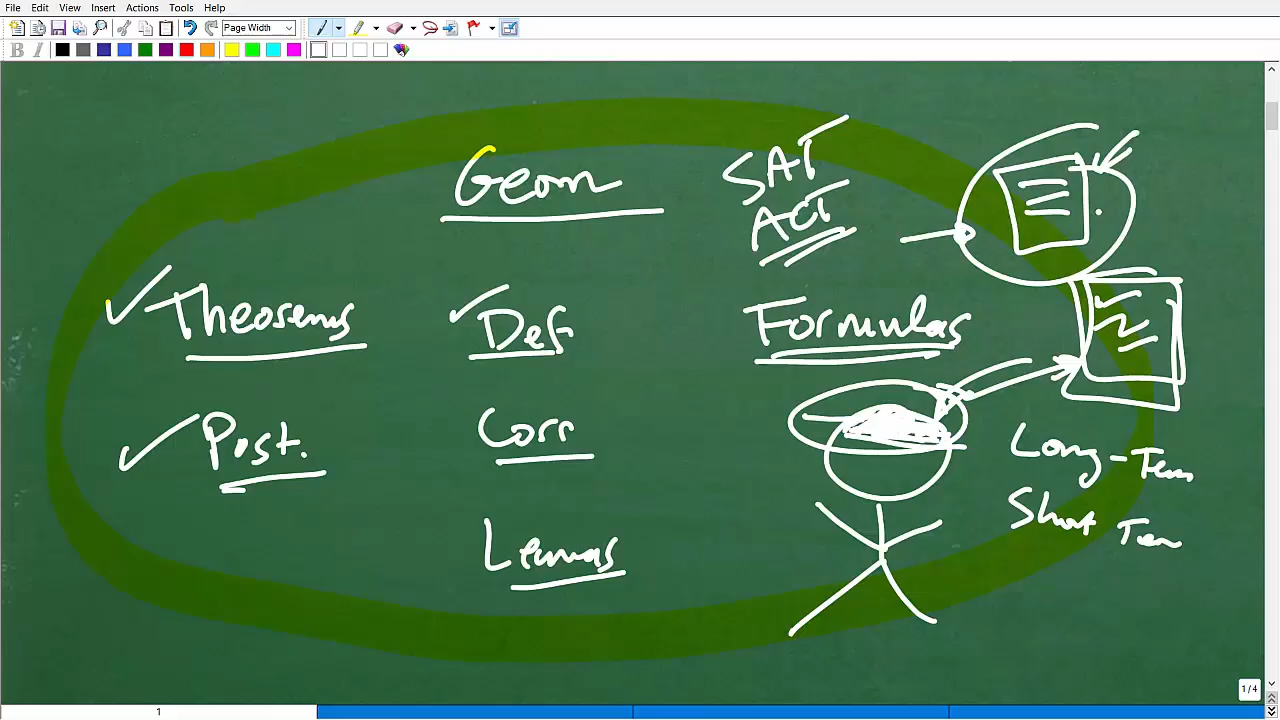 File Edit View Insert Actions Tools Help
Page Width
B I
Geom
SAT
ACT
Theorems
Def
Formulas
Post.
Corr
Long-Term
Short Term
Lemmas
1/4
1